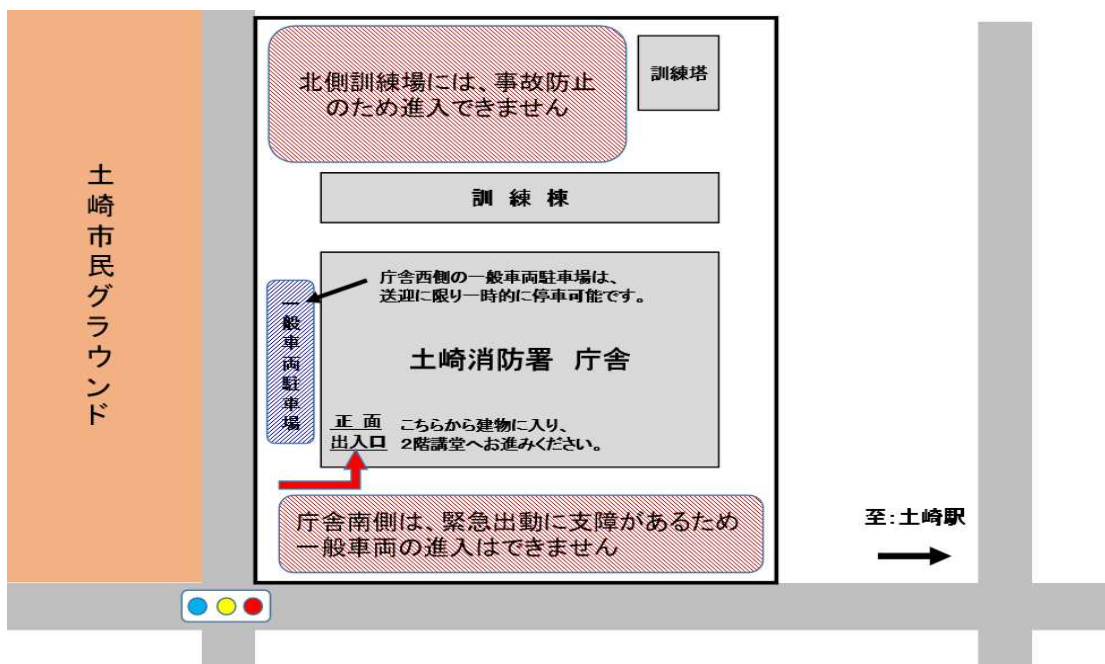 北側訓練場には、事故防止
のため進入できません
訓練塔
訓練棟
土崎市民グラウンド
庁舎西側の一般車両駐車場は、
送迎に限り一時的に停車可能です。
一般車両駐車場
土崎消防署 庁舎
正面
出入口
こちらから建物に入り、
2階講堂へお進みください。
庁舎南側は、緊急出動に支障があるため
一般車両の進入はできません
至:土崎駅